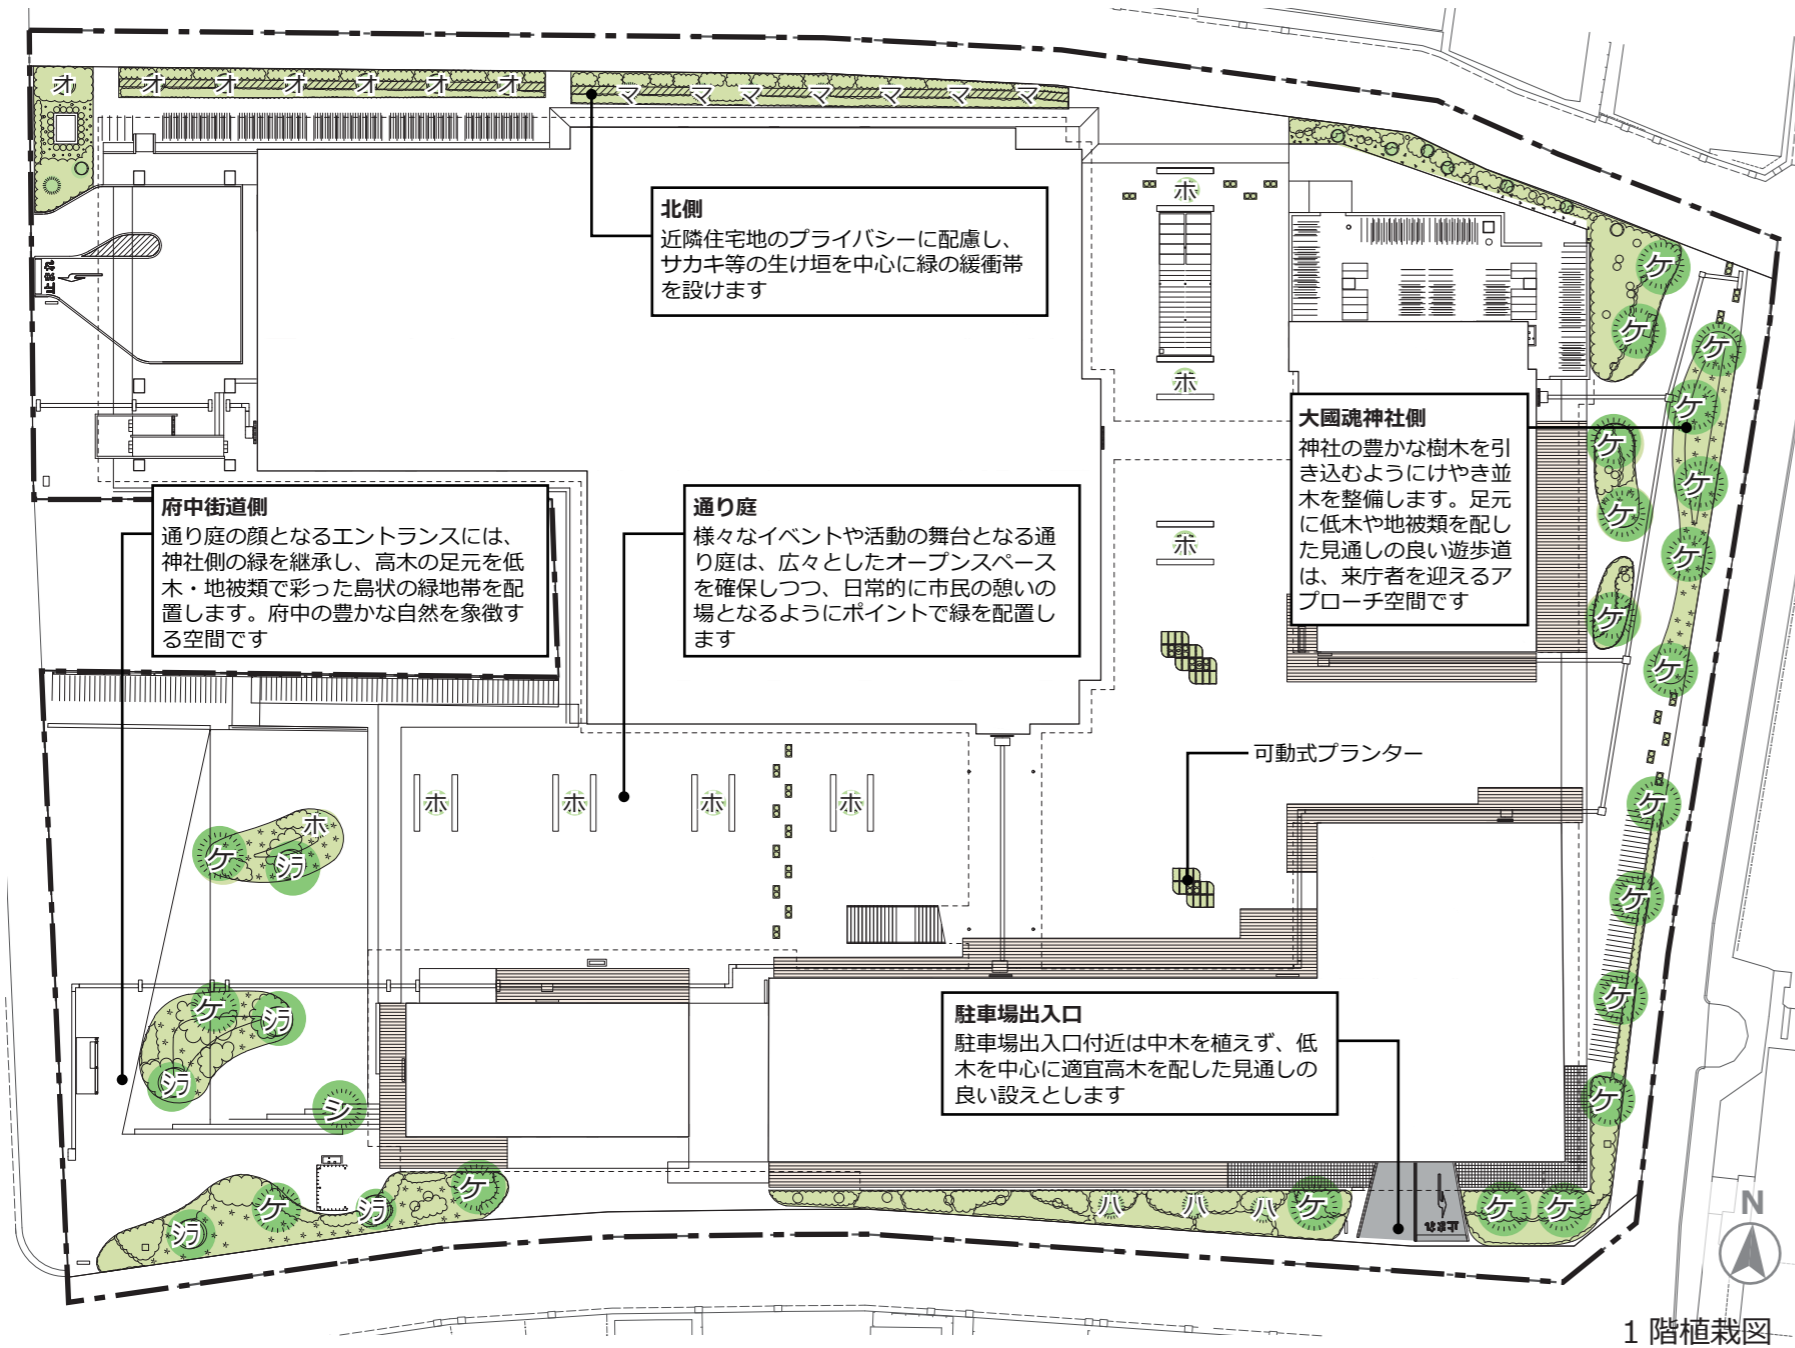 オ オ オ オ オ オ オ マ マ マ マ マ マ マ
北側
近隣住宅地のプライバシーに配慮し、
サカキ等の生け垣を中心に緑の緩衝帯
を設けます
ホ
ケ
止まれ
ケ
ケ
ホ
ケ
大國魂神社側
神社の豊かな樹木を引
き込むようにけやき並
木を整備します。足元
に低木や地被類を配し
た見通しの良い遊歩道
は、来庁者を迎えるア
プローチ空間です
ケ
ケ
ケ
ケ
ケ
ケ
府中街道側
通り庭の顔となるエントランスには、
神社側の緑を継承し、高木の足元を低
木・地被類で彩った島状の緑地帯を配
置します。府中の豊かな自然を象徴す
る空間です
通り庭
様々なイベントや活動の舞台となる通
り庭は、広々としたオープンスペース
を確保しつつ、日常的に市民の憩いの
場となるようにポイントで緑を配置し
ます
ホ
可動式プランター
ホ ホ ホ ホ
ケ
ホ
ケ シラ
ケ
ケ シラ
ケ
シラ
シ
ケ
駐車場出入口
駐車場出入口付近は中木を植えず、低
木を中心に適宜高木を配した見通しの
良い設えとします
ケ
ケ シラ
シラ
ハ ハ ハ ケ
止まれ
ケ ケ
N
1 階植栽図